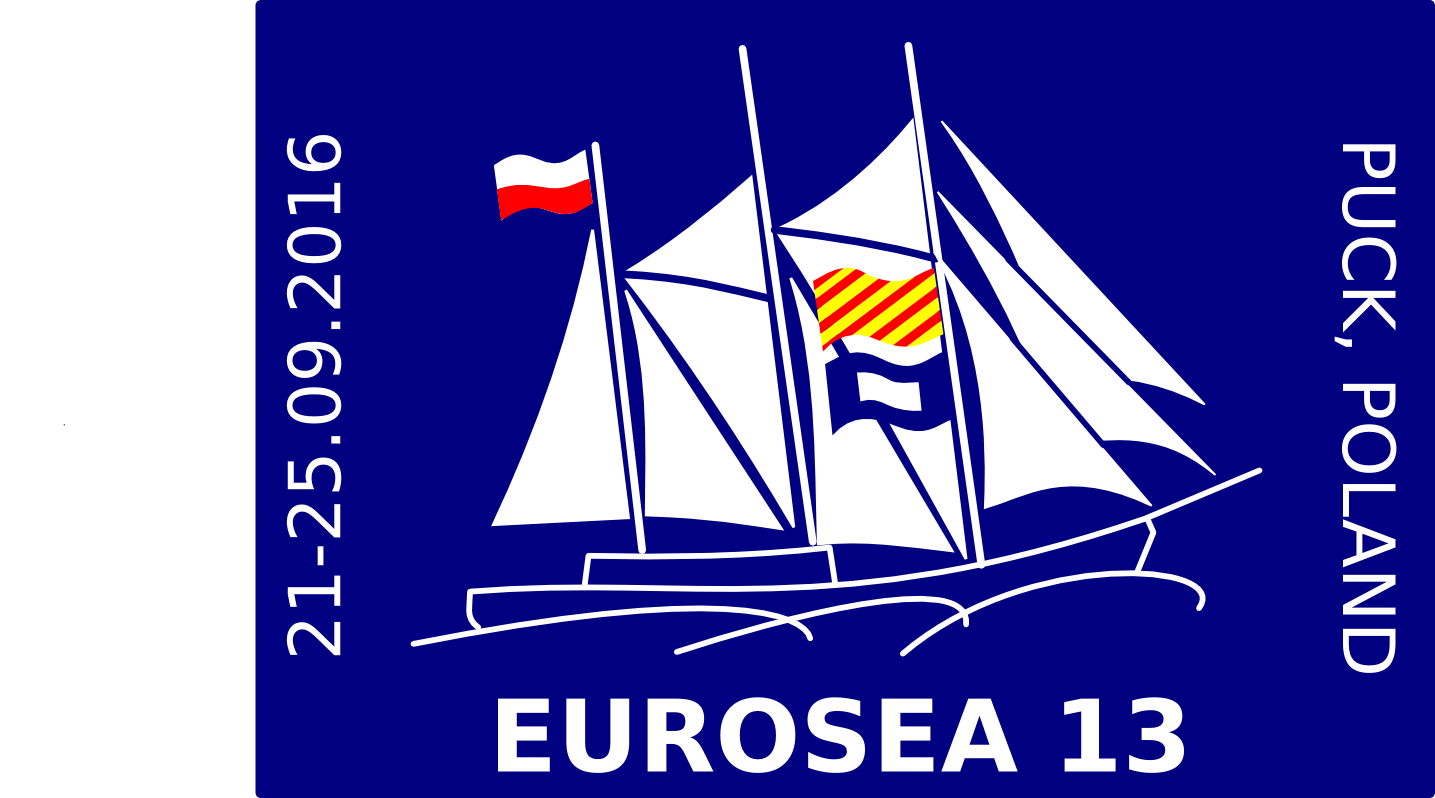 21-25.09.2016
PUCK, POLAND
EUROSEA 13